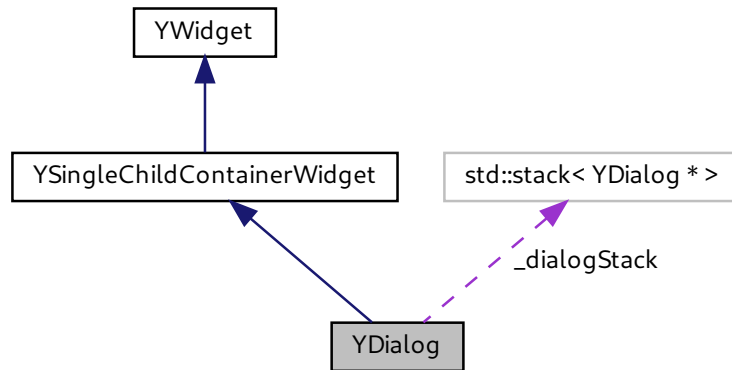 YWidget
YSingleChildContainerWidget
std::stack< YDialog * >
_dialogStack
YDialog